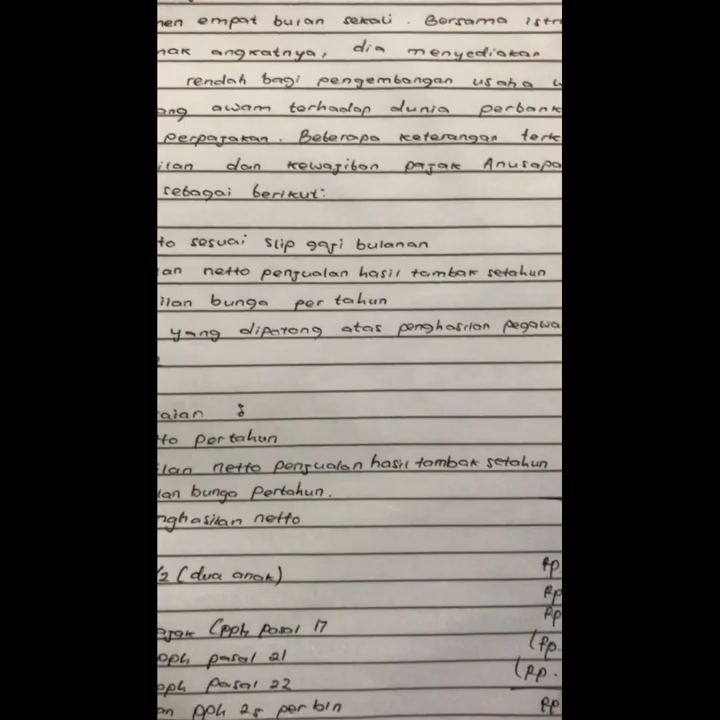 nen empat bulan sekali. Bersama istr
nak angkatnya, dia menyediakan
rendah bagi pengembangan usaha u
ang awam terhadap dunia perbank
perpajakan. Beberapa keterangan terk
ilan dan kewajiban pajak Anusapa
sebagai berikut:
to sesuai slip gaji bulanan
an netto penjualan hasil tambak setahun
ilan bunga per tahun
yang dipotong atas penghasilan pegawa
aian :
to pertahun
ilan netto penjualan hasil tambak setahun
lan bunga Pertahun.
nghasilan netto
/2 (dua anak) Rp.
Rp
Rp
ajak (pph pasal 17
pph pasal 21 (Rp.
pph pasal 22 (Rp.
an pph 25 per bln Rp